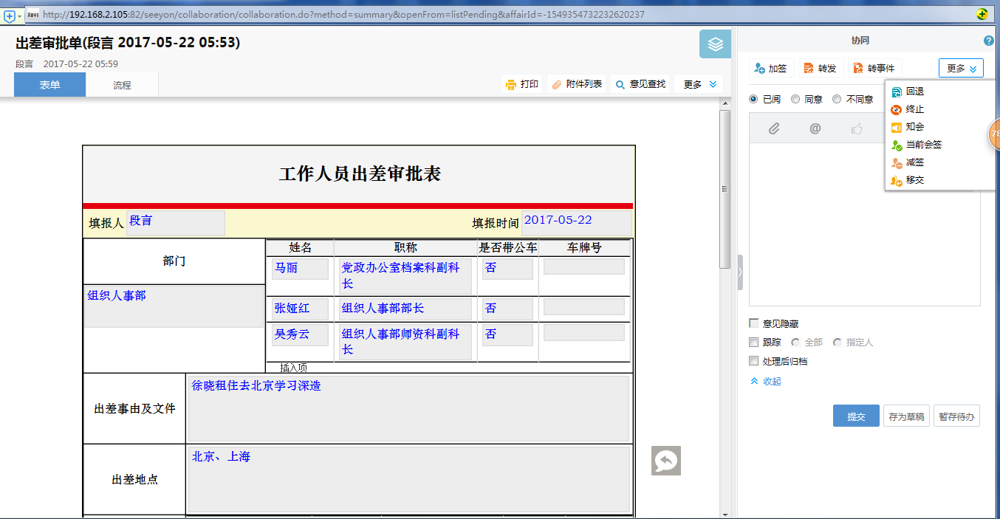 http://192.168.2.105:82/seeyon/collaboration/collaboration.do?method=summary&openFrom=listPending&affairId=-1549354732232620237
出差审批单(段言 2017-05-22 05:53)
段言 2017-05-22 05:59
表单 流程 打印 附件列表 意见查找 更多
工作人员出差审批表
填报人 段言 填报时间 2017-05-22
部门 姓名 职称 是否带公车 车牌号
马丽 党政办公室档案科副科长 否
组织人事部
张娅红 组织人事部部长 否
吴秀云 组织人事部师资科副科长 否
插入项
出差事由及文件 徐晓租住去北京学习深造
出差地点 北京、上海
协同
加签 转发 转事件 更多
已阅 同意 不同意
回退
终止
知会
当前会签
减签
移交
78
意见隐藏
跟踪 全部 指定人
处理后归档
收起
提交 存为草稿 暂存待办